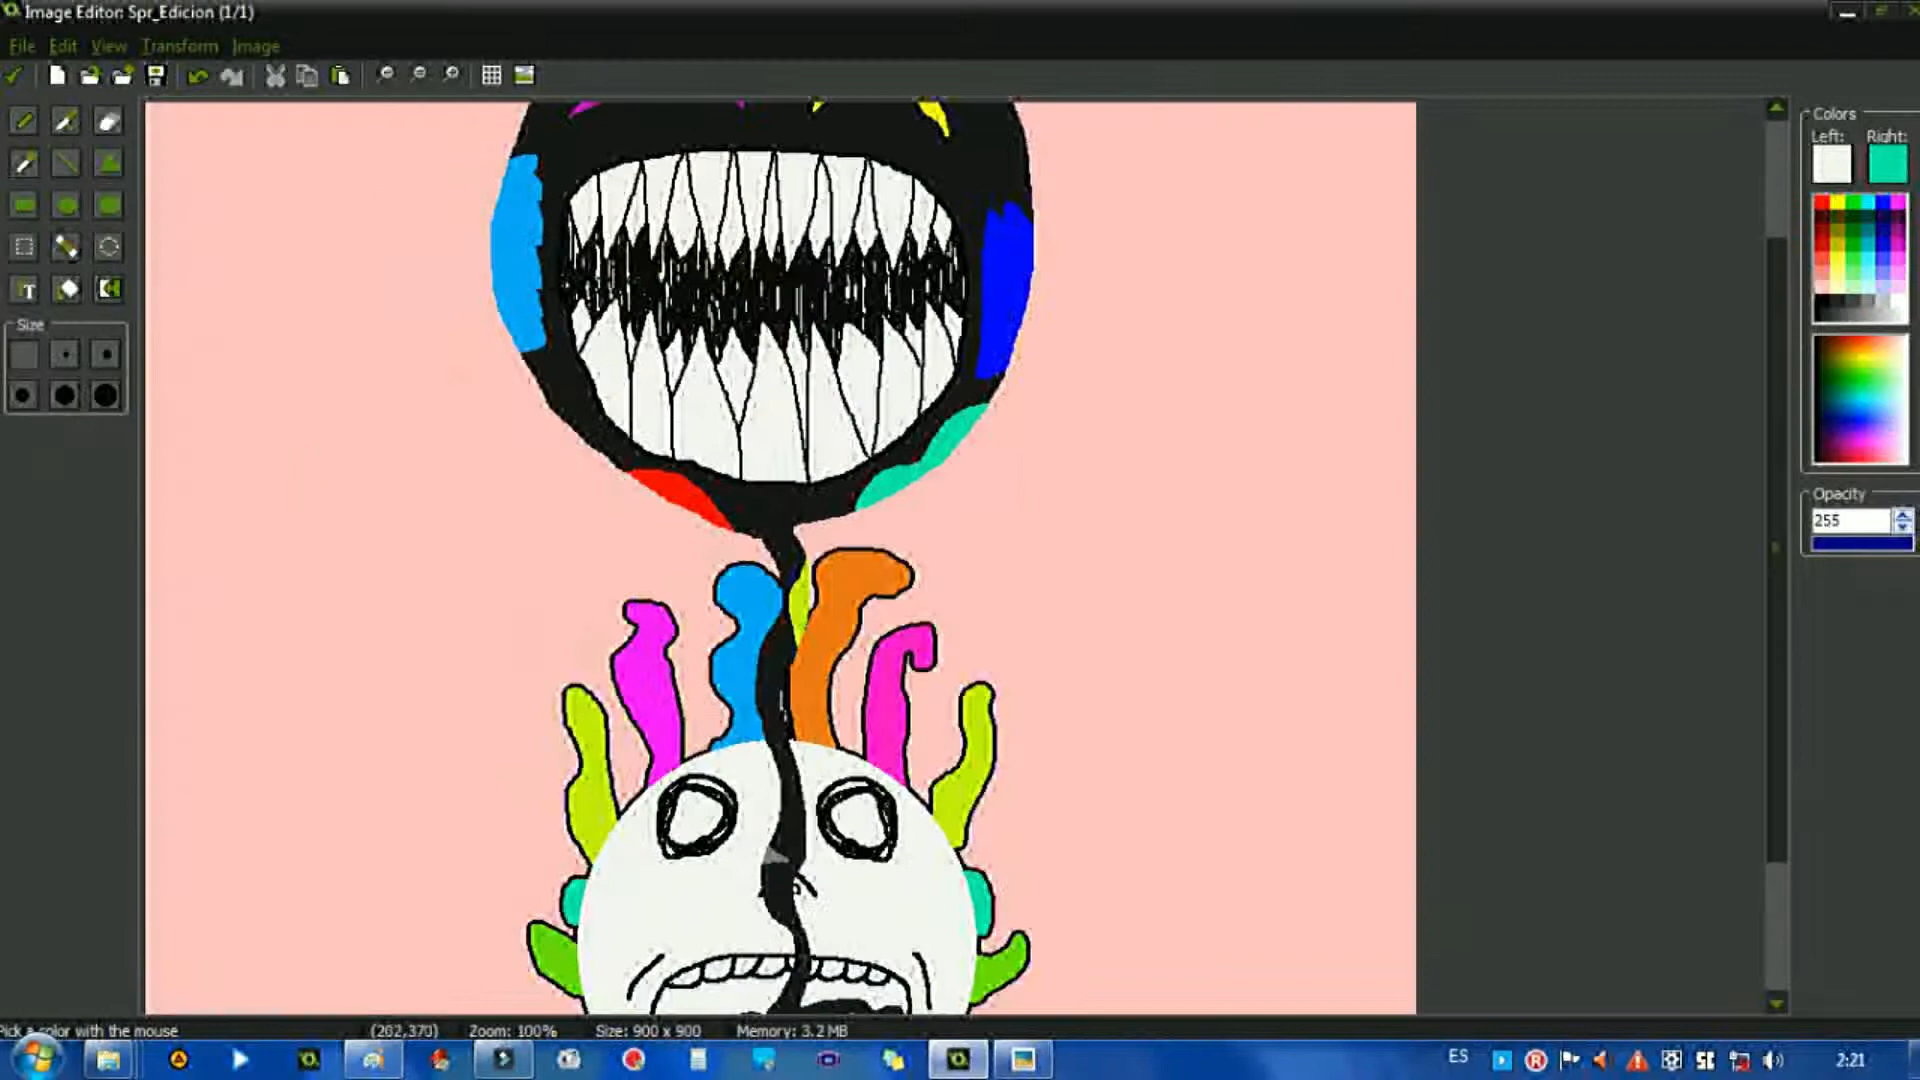 Image Editor: Spr_Edicion (1/1)
File Edit View Transform Image
Colors
Left: Right:
T
Size
Opacity
255
Pick a color with the mouse (262,370) Zoom: 100% Size: 900 x 900 Memory: 3.2 MB
ES 2:21